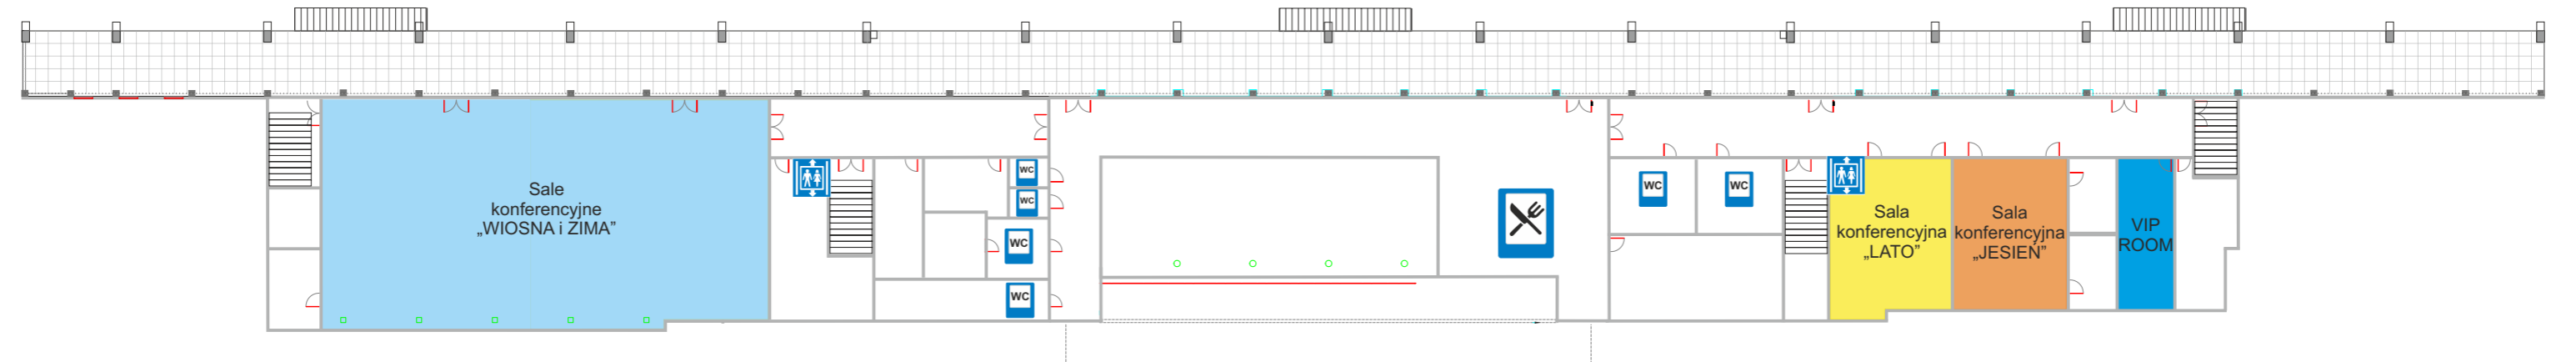 Sale
konferencyjne
„WIOSNA i ZIMA”
WC
WC
WC
WC
WC
WC
Sala
konferencyjna
„LATO”
Sala
konferencyjna
„JESIEŃ”
VIP
ROOM